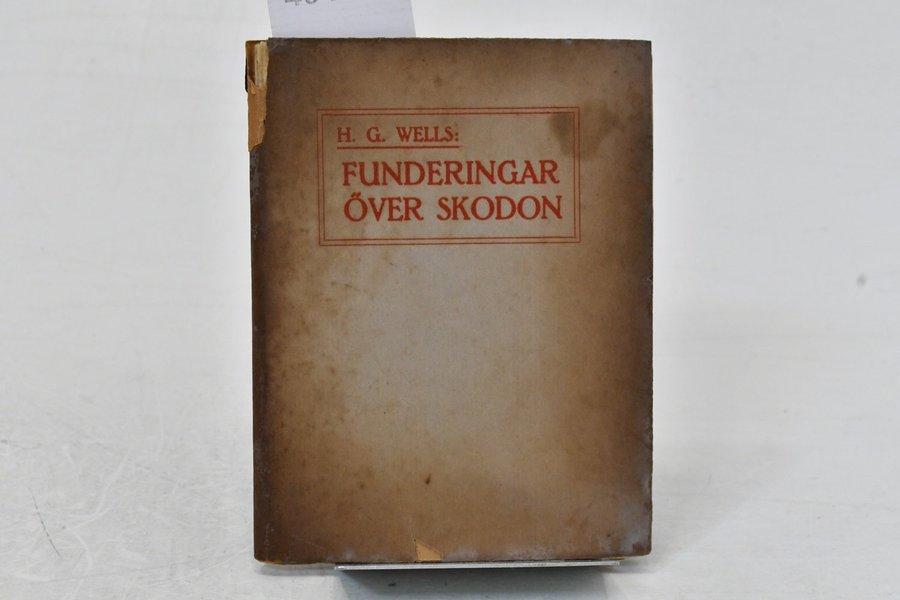 H. G. WELLS:
FUNDERINGAR
ÖVER SKODON